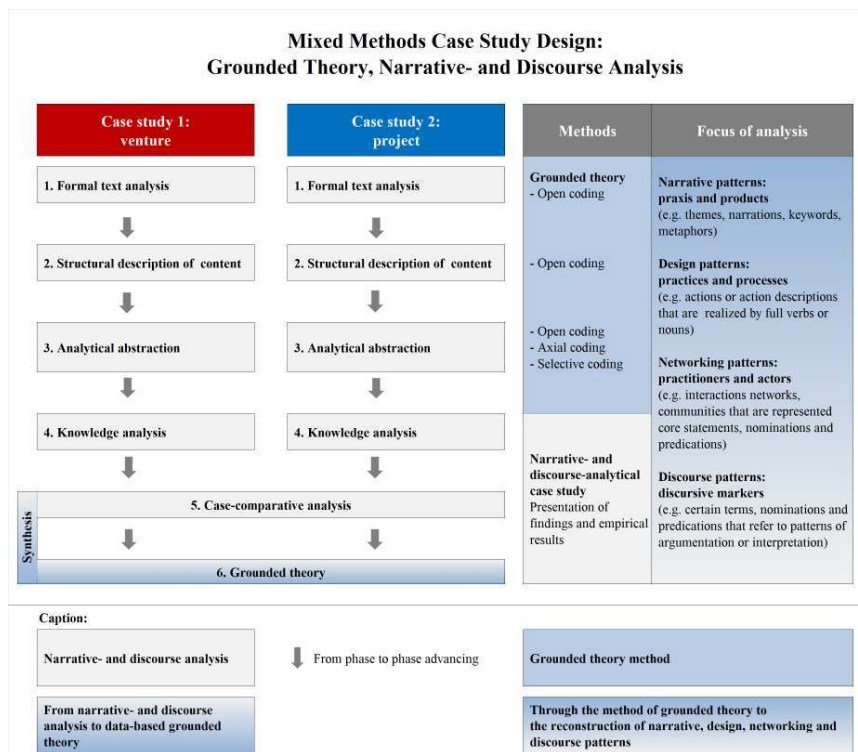 Mixed Methods Case Study Design:
Grounded Theory, Narrative- and Discourse Analysis
Case study 1:
venture
1. Formal text analysis
2. Structural description of content
3. Analytical abstraction
4. Knowledge analysis
Case study 2:
project
1. Formal text analysis
2. Structural description of content
3. Analytical abstraction
4. Knowledge analysis
Synthesis
5. Case-comparative analysis
6. Grounded theory
Methods
Grounded theory
- Open coding
- Open coding
- Open coding
- Axial coding
- Selective coding
Narrative- and
discourse-analytical
case study
Presentation of
findings and empirical
results
Focus of analysis
Narrative patterns:
praxis and products
(e.g. themes, narrations, keywords,
metaphors)
Design patterns:
practices and processes
(e.g. actions or action descriptions
that are realized by full verbs or
nouns)
Networking patterns:
practitioners and actors
(e.g. interactions networks,
communities that are represented
core statements, nominations and
predications)
Discourse patterns:
discursive markers
(e.g. certain terms, nominations and
predications that refer to patterns of
argumentation or interpretation)
Caption:
Narrative- and discourse analysis
From phase to phase advancing
Grounded theory method
From narrative- and discourse
analysis to data-based grounded
theory
Through the method of grounded theory to
the reconstruction of narrative, design, networking and
discourse patterns